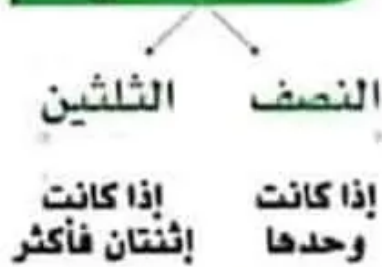 النصف
الثلثين
إذا كانت
وحدها
إذا كانت
إثنتان فأكثر